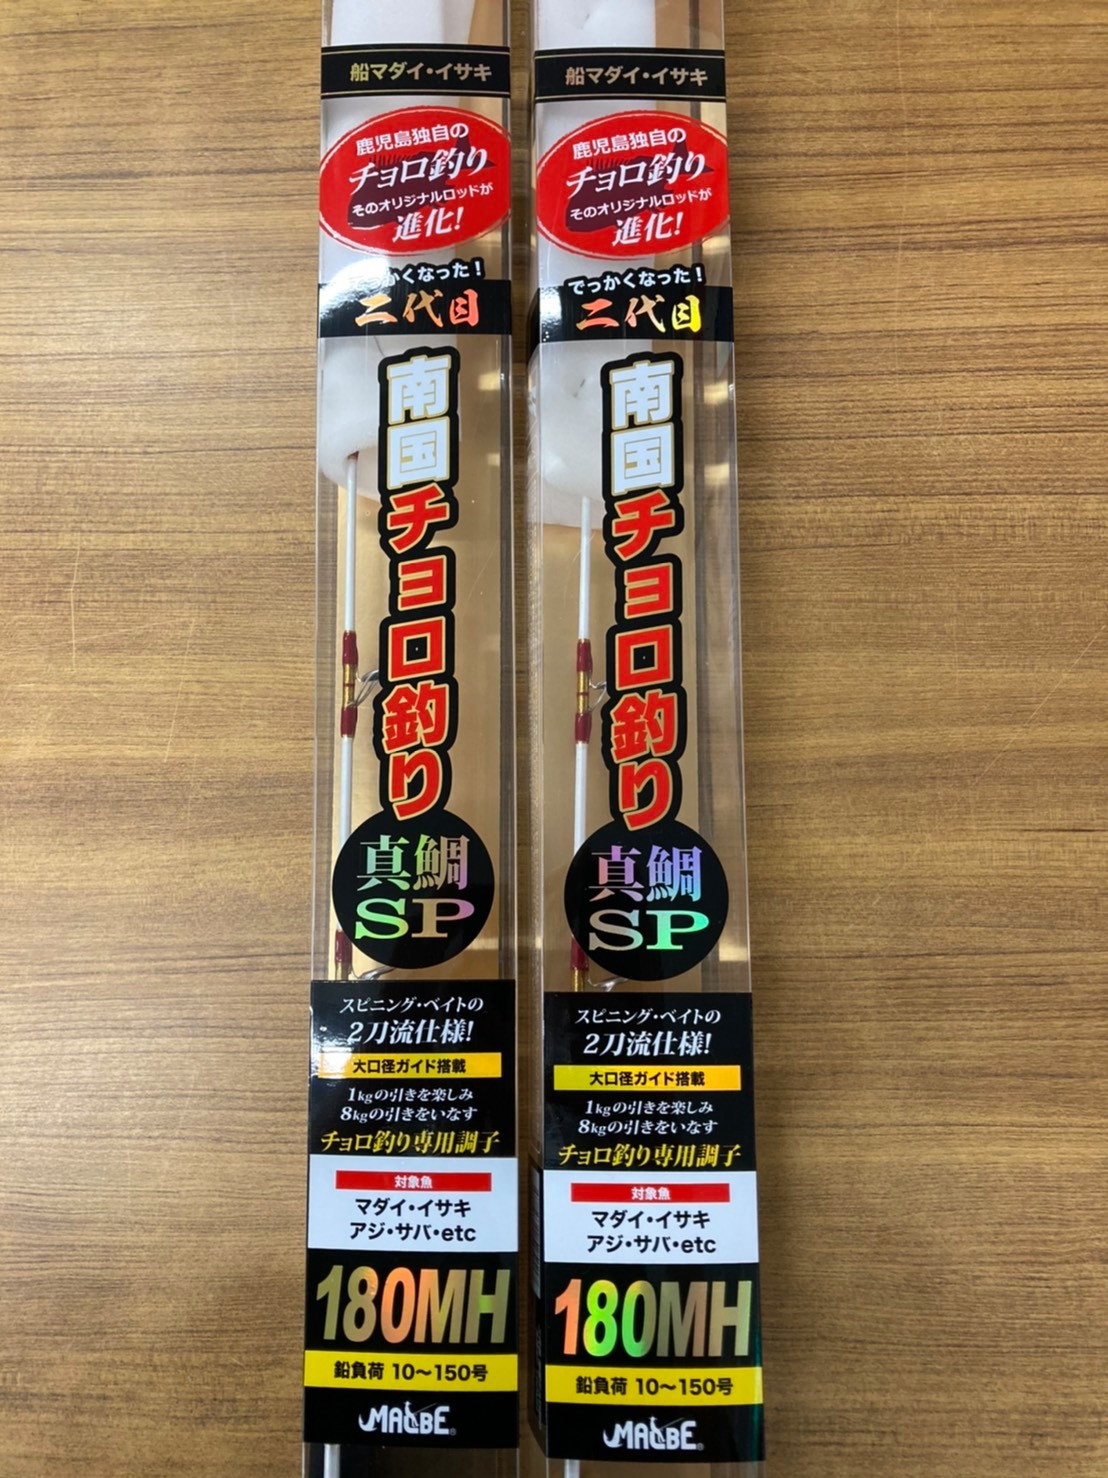 船マダイ・イサキ
鹿児島独自の
チョロ釣り
そのオリジナルロッドが
進化!
っかくなった!
二代目
南国チョロ釣り
真鯛
SP
スピニング・ベイトの
2刀流仕様!
大口径ガイド搭載
1kgの引きを楽しみ
8kgの引きをいなす
チョロ釣り専用調子
対象魚
マダイ・イサキ
アジ・サバ・etc
180MH
鉛負荷 10〜150号
MALBE
船マダイ・イサキ
鹿児島独自の
チョロ釣り
そのオリジナルロッドが
進化!
でっかくなった!
二代目
南国チョロ釣り
真鯛
SP
スピニング・ベイトの
2刀流仕様!
大口径ガイド搭載
1kgの引きを楽しみ
8kgの引きをいなす
チョロ釣り専用調子
対象魚
マダイ・イサキ
アジ・サバ・etc
180MH
鉛負荷 10〜150号
MALBE